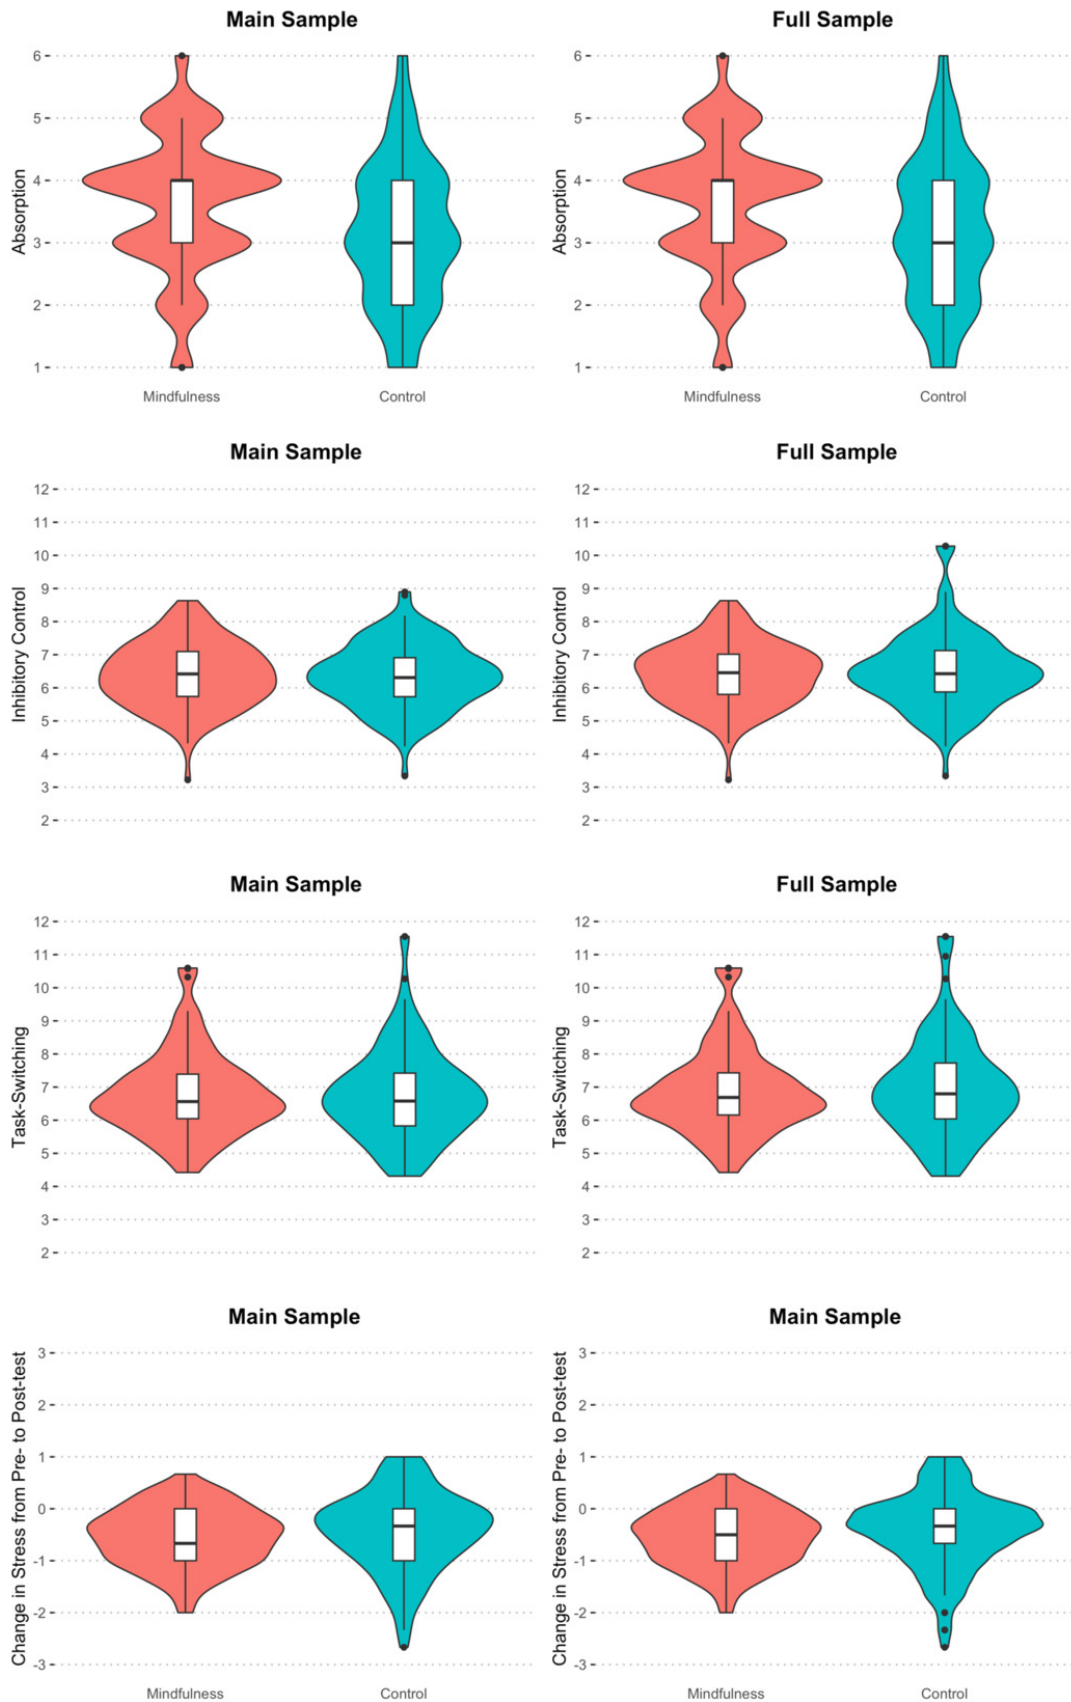 Main Sample
Full Sample
6
5
4
3
2
1
Absorption
Mindfulness
Control
6
5
4
3
2
1
Absorption
Mindfulness
Control
Main Sample
Full Sample
12
11
10
9
8
7
6
5
4
3
2
Inhibitory Control
12
11
10
9
8
7
6
5
4
3
2
Inhibitory Control
Main Sample
Full Sample
12
11
10
9
8
7
6
5
4
3
2
Task-Switching
12
11
10
9
8
7
6
5
4
3
2
Task-Switching
Main Sample
Main Sample
3
2
1
0
-1
-2
-3
Change in Stress from Pre- to Post-test
Mindfulness
Control
3
2
1
0
-1
-2
-3
Change in Stress from Pre- to Post-test
Mindfulness
Control